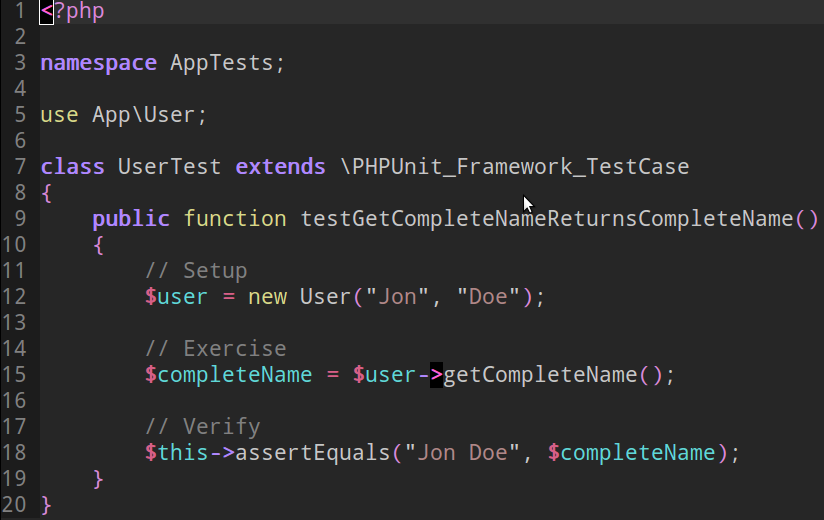 1 <?php
2
3 namespace AppTests;
4
5 use App\User;
6
7 class UserTest extends \PHPUnit_Framework_TestCase
8 {
9     public function testGetCompleteNameReturnsCompleteName()
10     {
11         // Setup
12         $user = new User("Jon", "Doe");
13
14         // Exercise
15         $completeName = $user->getCompleteName();
16
17         // Verify
18         $this->assertEquals("Jon Doe", $completeName);
19     }
20 }